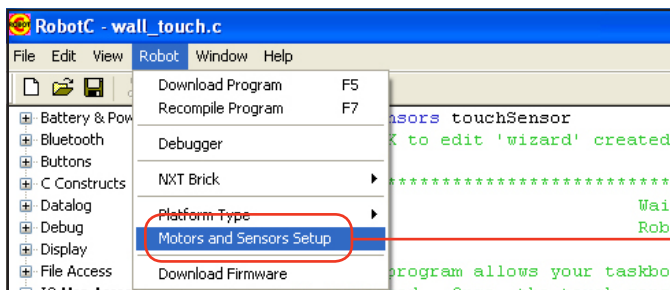 RobotC - wall_touch.c
File Edit View Robot Window Help
Download Program F5
Recompile Program F7
Debugger
NXT Brick
Platform Type
Motors and Sensors Setup
Download Firmware
Battery & Pow
Bluetooth
Buttons
C Constructs
Datalog
Debug
Display
File Access
sors touchSensor
to edit 'wizard' created
***************************
Wai
Rob
program allows your taskbo